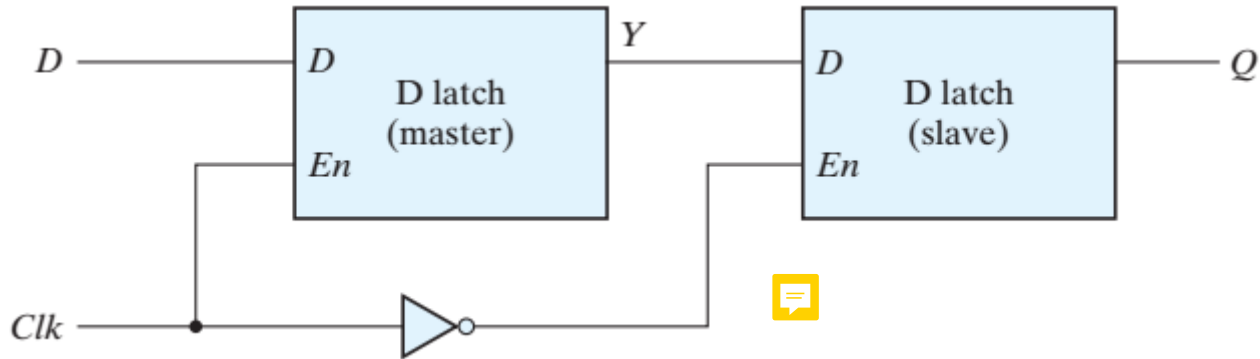 D
D
D latch
(master)
En
Y
D
D latch
(slave)
En
Q
Clk